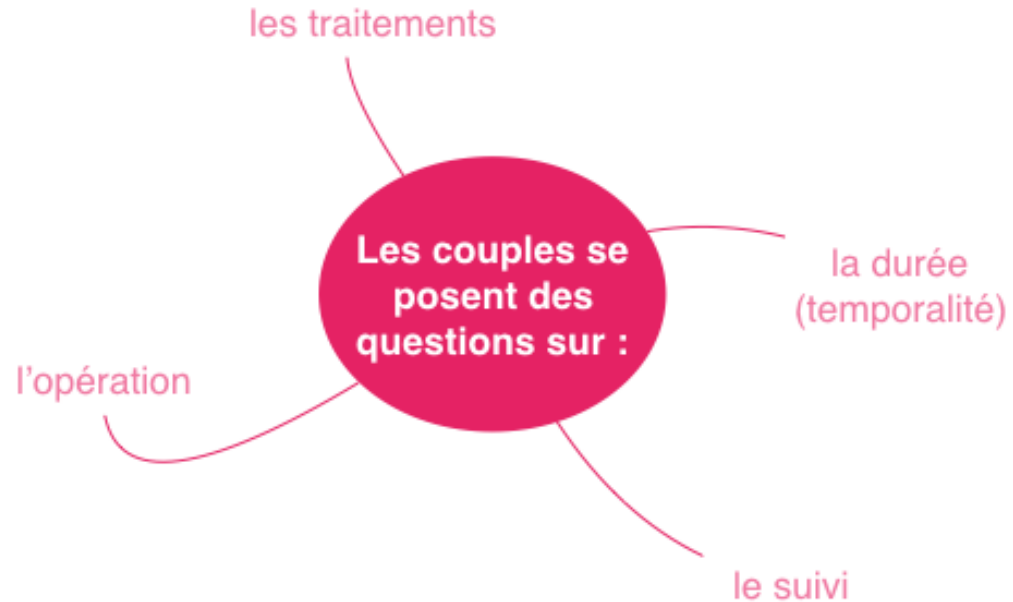 les traitements
Les couples se
posent des
questions sur :
la durée
(temporalité)
l'opération
le suivi